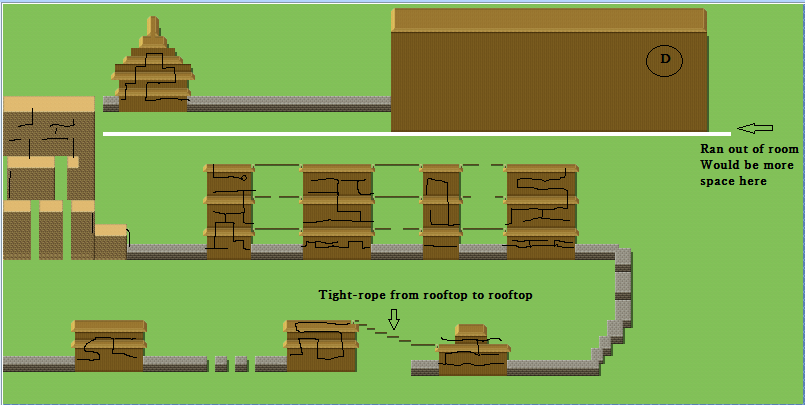 D
Ran out of room
Would be more
space here
Tight-rope from rooftop to rooftop